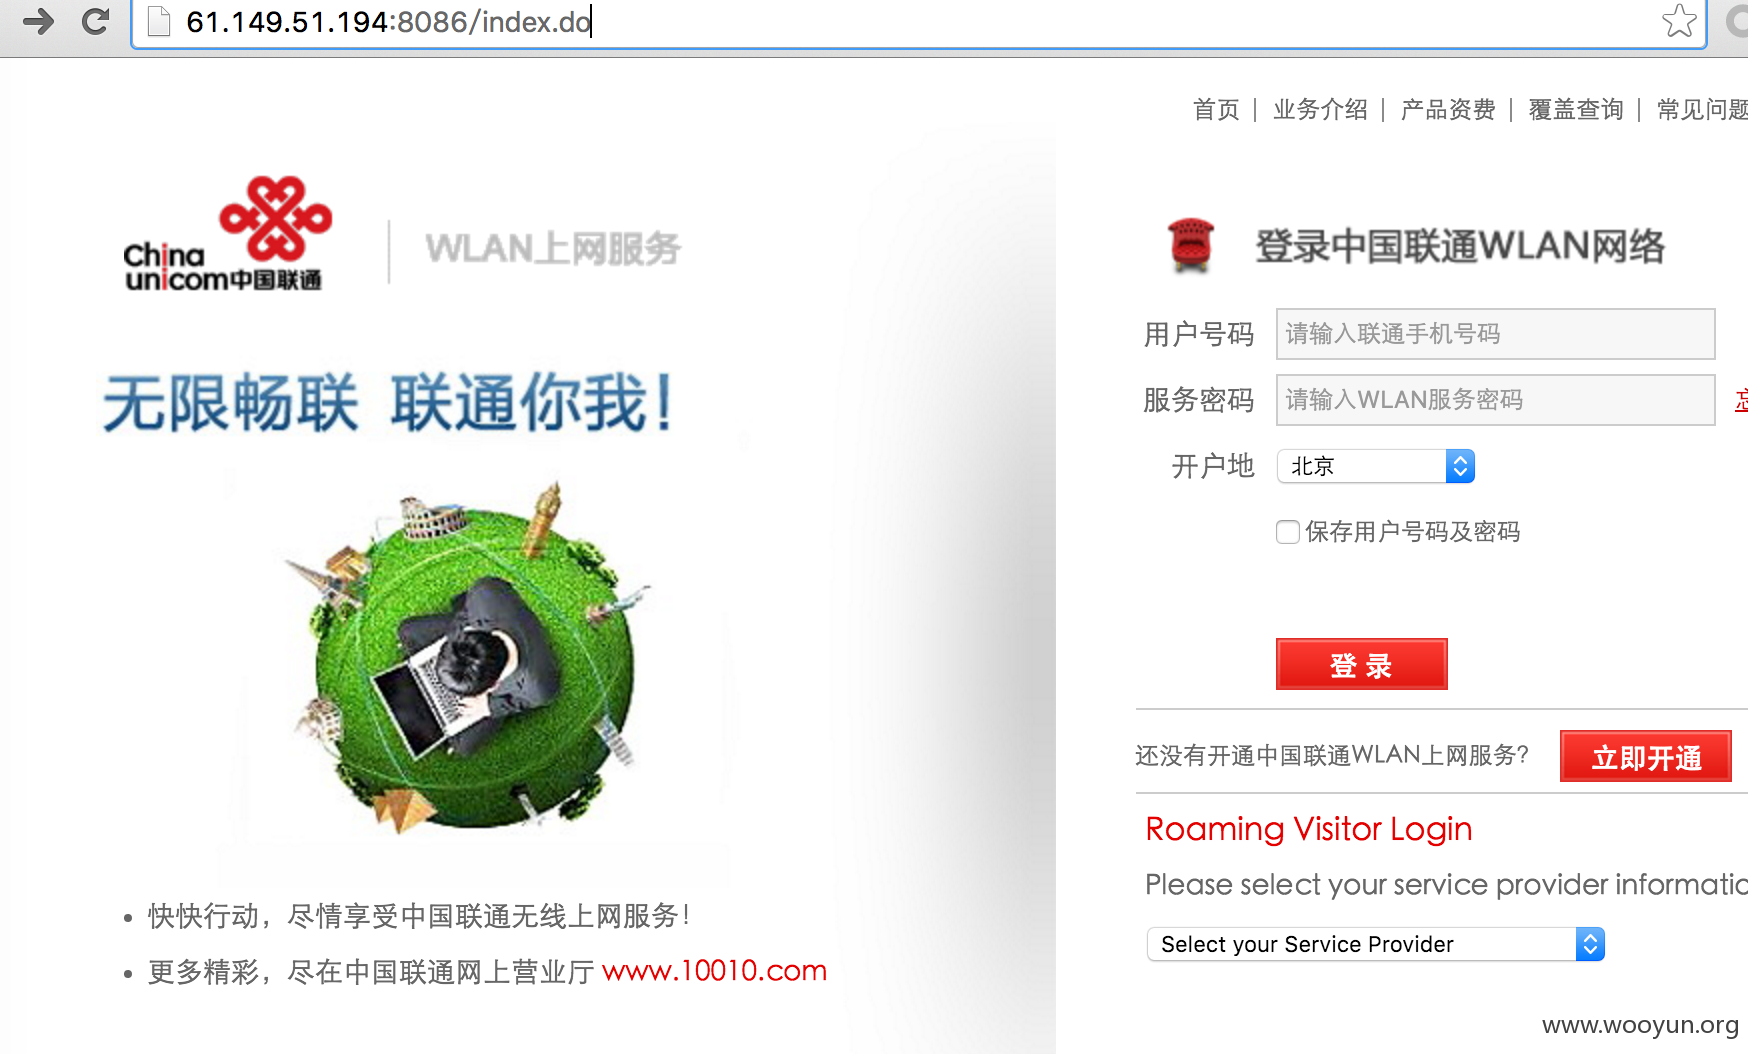 61.149.51.194:8086/index.do
首页 | 业务介绍 | 产品资费 | 覆盖查询 | 常见问题
China
unicom中国联通
WLAN上网服务
登录中国联通WLAN网络
用户号码 请输入联通手机号码
服务密码 请输入WLAN服务密码
开户地 北京
保存用户号码及密码
登 录
无限畅联 联通你我!
还没有开通中国联通WLAN上网服务? 立即开通
Roaming Visitor Login
Please select your service provider informatio
Select your Service Provider
• 快快行动，尽情享受中国联通无线上网服务!
• 更多精彩，尽在中国联通网上营业厅 www.10010.com
www.wooyun.org